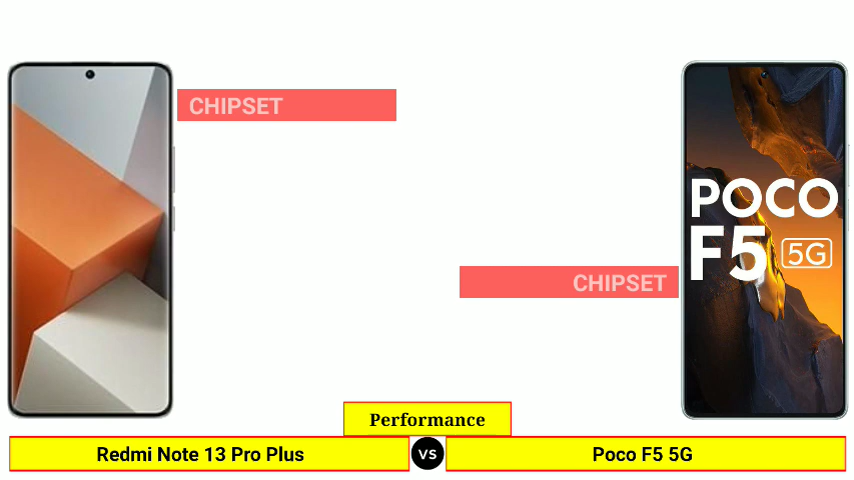 CHIPSET
POCO
F5 5G
CHIPSET
Performance
Redmi Note 13 Pro Plus VS Poco F5 5G